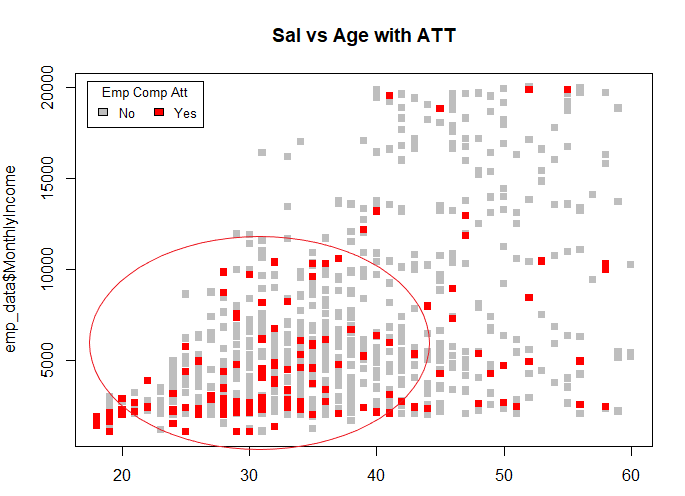 Sal vs Age with ATT
Emp Comp Att
No Yes
emp_data$MonthlyIncome
20000
15000
10000
5000
20 30 40 50 60